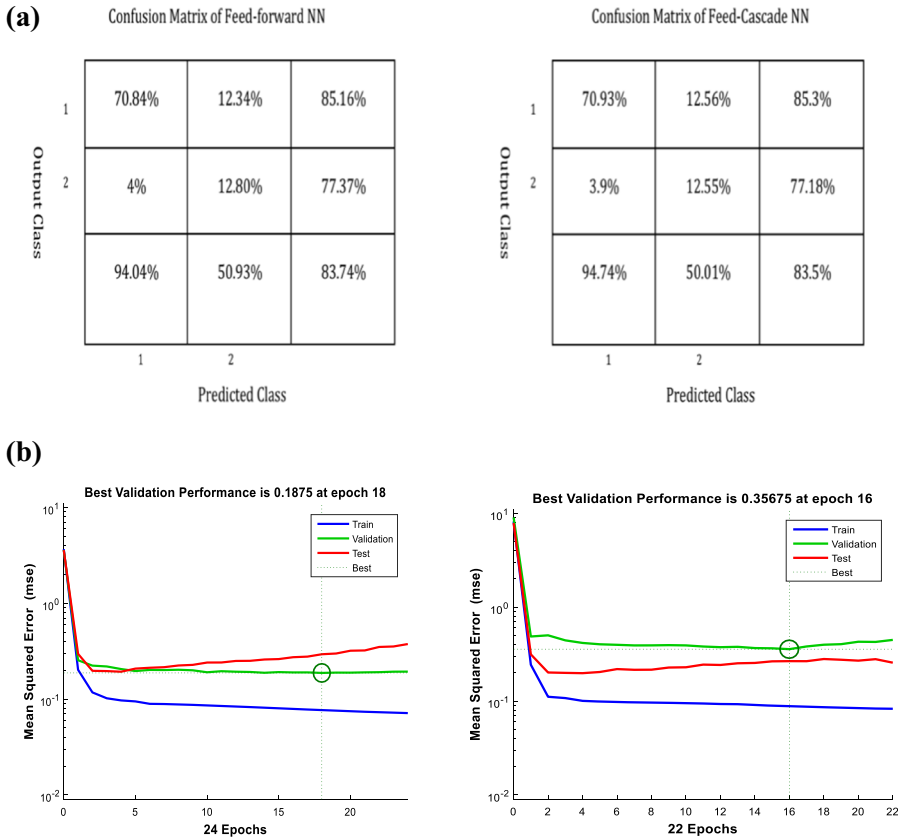 (a)
Confusion Matrix of Feed-forward NN
Output Class
1
70.84%
12.34%
85.16%
2
4%
12.80%
77.37%
94.04%
50.93%
83.74%
1
2
Predicted Class
Confusion Matrix of Feed-Cascade NN
Output Class
1
70.93%
12.56%
85.3%
2
3.9%
12.55%
77.18%
94.74%
50.01%
83.5%
1
2
Predicted Class
(b)
Best Validation Performance is 0.1875 at epoch 18
Mean Squared Error (mse)
10^1
10^0
10^-1
10^-2
Train
Validation
Test
Best
0
5
10
15
20
24 Epochs
Best Validation Performance is 0.35675 at epoch 16
Mean Squared Error (mse)
10^1
10^0
10^-1
10^-2
Train
Validation
Test
Best
0
2
4
6
8
10
12
14
16
18
20
22
22 Epochs